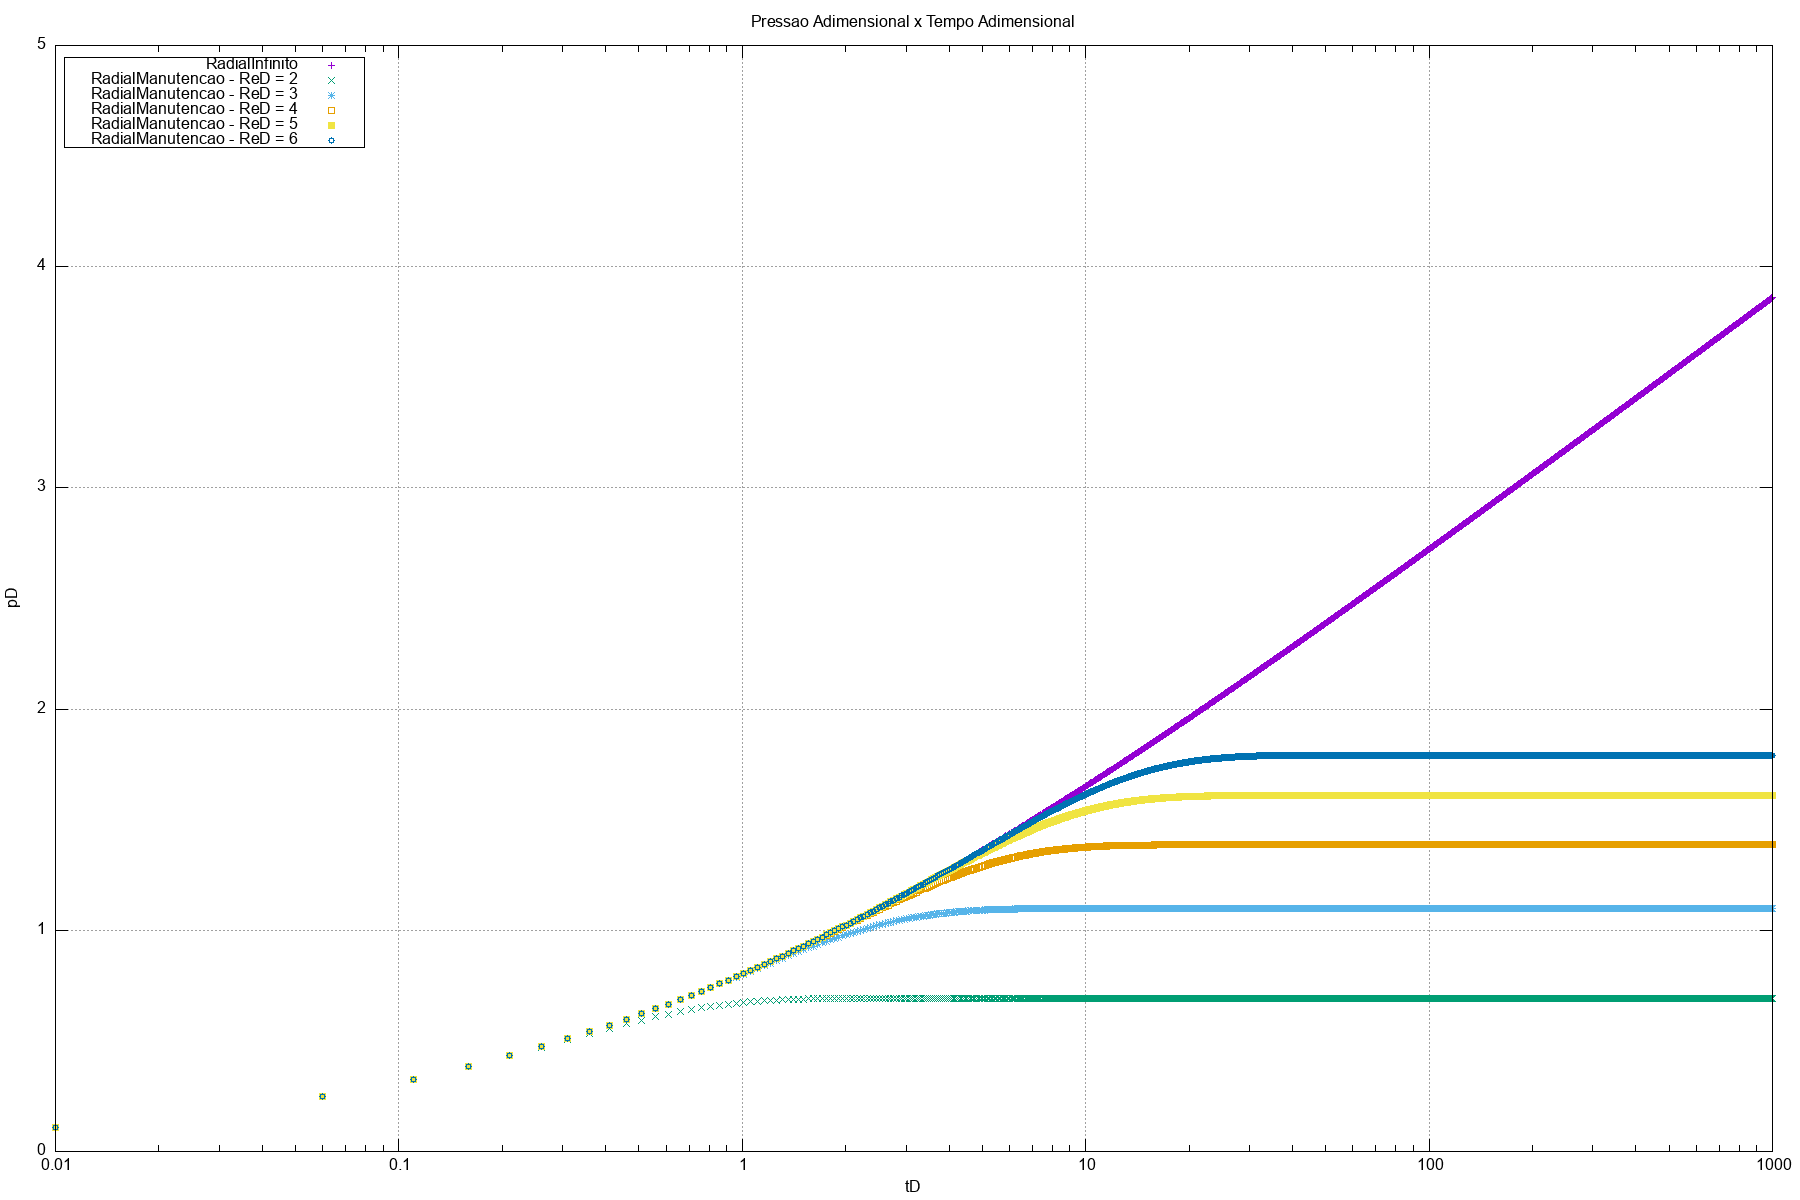 Pressao Adimensional x Tempo Adimensional
5
RadialInfinito
RadialManutencao - ReD = 2
RadialManutencao - ReD = 3
RadialManutencao - ReD = 4
RadialManutencao - ReD = 5
RadialManutencao - ReD = 6
4
3
pD
2
1
0
0.01 0.1 1 10 100 1000
tD